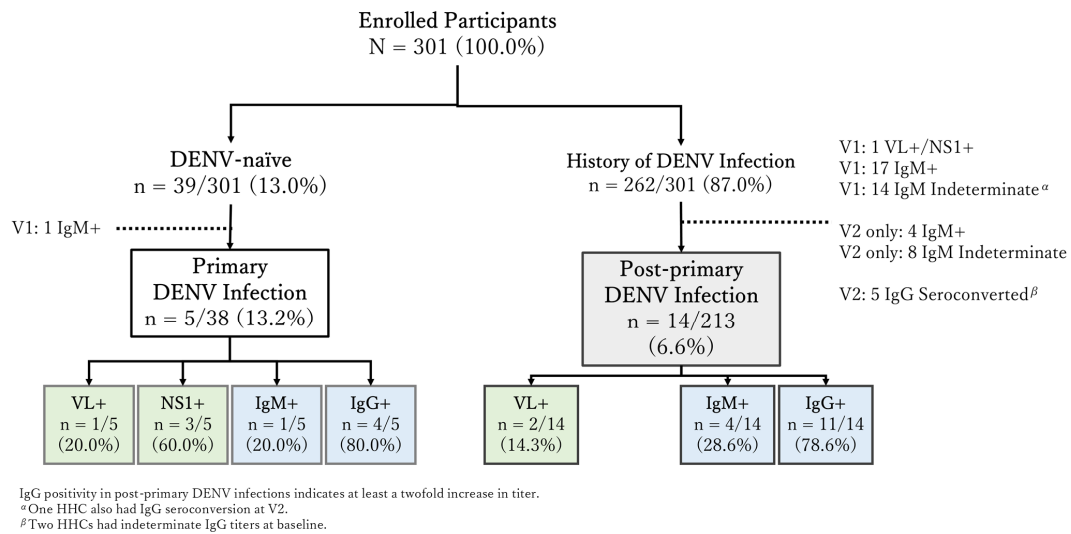 Enrolled Participants
N = 301 (100.0%)
DENV-naïve
n = 39/301 (13.0%)
History of DENV Infection
n = 262/301 (87.0%)
V1: 1 VL+/NS1+
V1: 17 IgM+
V1: 14 IgM Indeterminate α
V1: 1 IgM+
V2 only: 4 IgM+
V2 only: 8 IgM Indeterminate
V2: 5 IgG Seroconverted β
Primary
DENV Infection
n = 5/38 (13.2%)
Post-primary
DENV Infection
n = 14/213
(6.6%)
VL+
n = 1/5
(20.0%)
NS1+
n = 3/5
(60.0%)
IgM+
n = 1/5
(20.0%)
IgG+
n = 4/5
(80.0%)
VL+
n = 2/14
(14.3%)
IgM+
n = 4/14
(28.6%)
IgG+
n = 11/14
(78.6%)
IgG positivity in post-primary DENV infections indicates at least a twofold increase in titer.
α One HHC also had IgG seroconversion at V2.
β Two HHCs had indeterminate IgG titers at baseline.